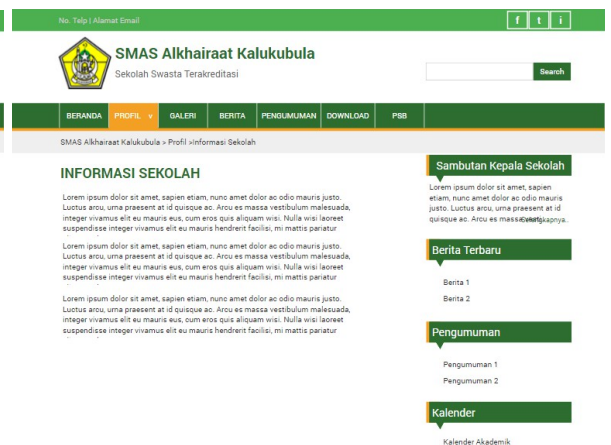 No. Telp | Alamat Email
f t i
SMAS Alkhairaat Kalukubula
Sekolah Swasta Terakreditasi
Search
BERANDA PROFIL v GALERI BERITA PENGUMUMAN DOWNLOAD PSB
SMAS Alkhairaat Kalukubula > Profil >Informasi Sekolah
INFORMASI SEKOLAH
Lorem ipsum dolor sit amet, sapien etiam, nunc amet dolor ac odio mauris justo.
Luctus arcu, urna praesent at id quisque ac. Arcu es massa vestibulum malesuada,
integer vivamus elit eu mauris eus, cum eros quis aliquam wisi. Nulla wisi laoreet
suspendisse integer vivamus elit eu mauris hendrerit facilisi, mi mattis pariatur
Lorem ipsum dolor sit amet, sapien etiam, nunc amet dolor ac odio mauris justo.
Luctus arcu, urna praesent at id quisque ac. Arcu es massa vestibulum malesuada,
integer vivamus elit eu mauris eus, cum eros quis aliquam wisi. Nulla wisi laoreet
suspendisse integer vivamus elit eu mauris hendrerit facilisi, mi mattis pariatur
Lorem ipsum dolor sit amet, sapien etiam, nunc amet dolor ac odio mauris justo.
Luctus arcu, urna praesent at id quisque ac. Arcu es massa vestibulum malesuada,
integer vivamus elit eu mauris eus, cum eros quis aliquam wisi. Nulla wisi laoreet
suspendisse integer vivamus elit eu mauris hendrerit facilisi, mi mattis pariatur
Sambutan Kepala Sekolah
Lorem ipsum dolor sit amet, sapien
etiam, nunc amet dolor ac odio mauris
justo. Luctus arcu, urna praesent at id
quisque ac. Arcu es massa
Berita Terbaru
Berita 1
Berita 2
Pengumuman
Pengumuman 1
Pengumuman 2
Kalender
Kalender Akademik